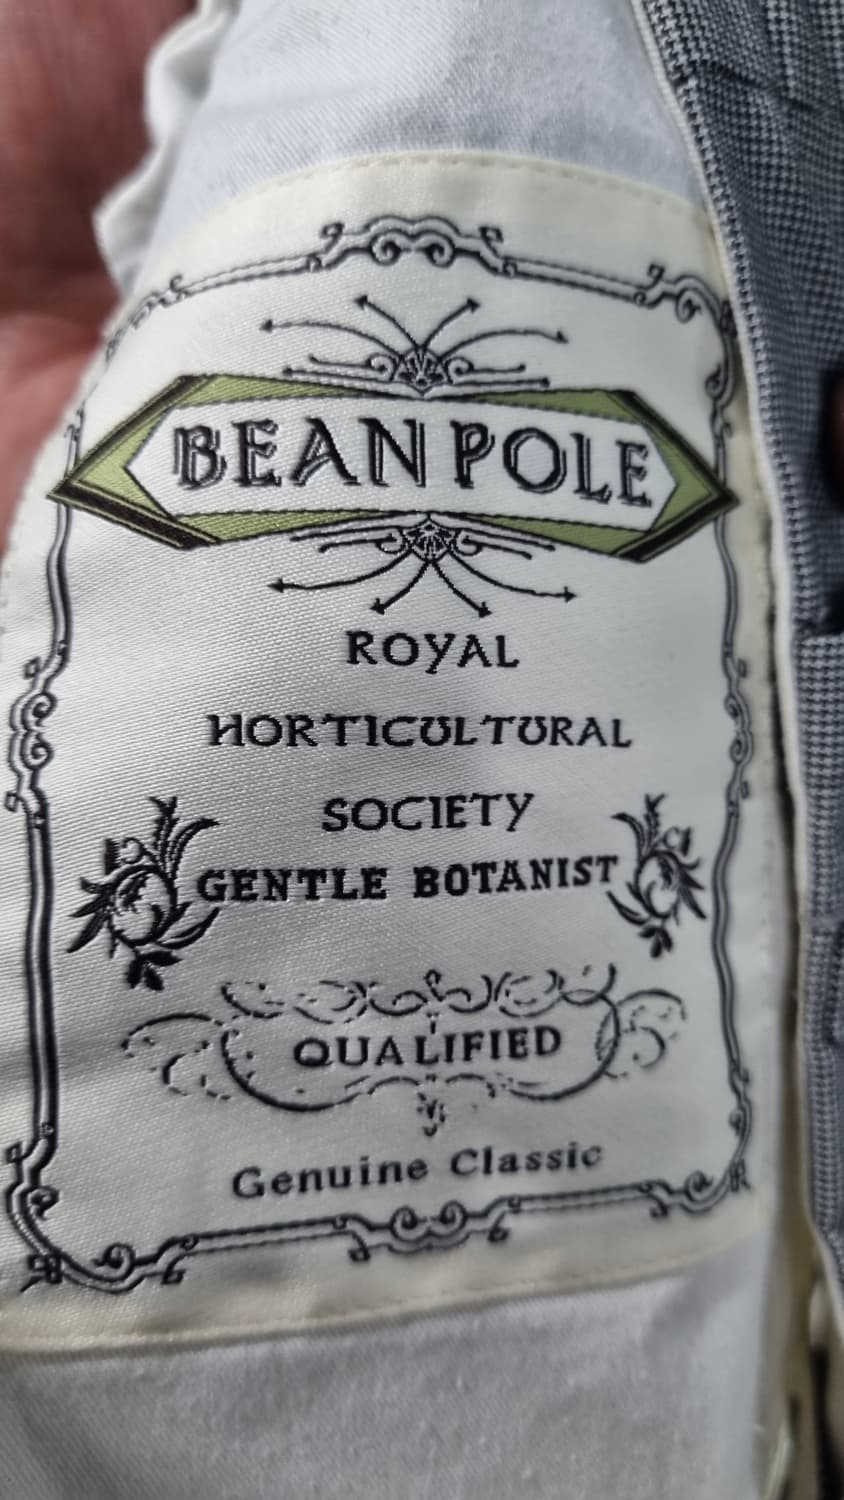 BEAN POLE
ROYAL
HORTICULTURAL
SOCIETY
GENTLE BOTANIST
QUALIFIED
Genuine Classic